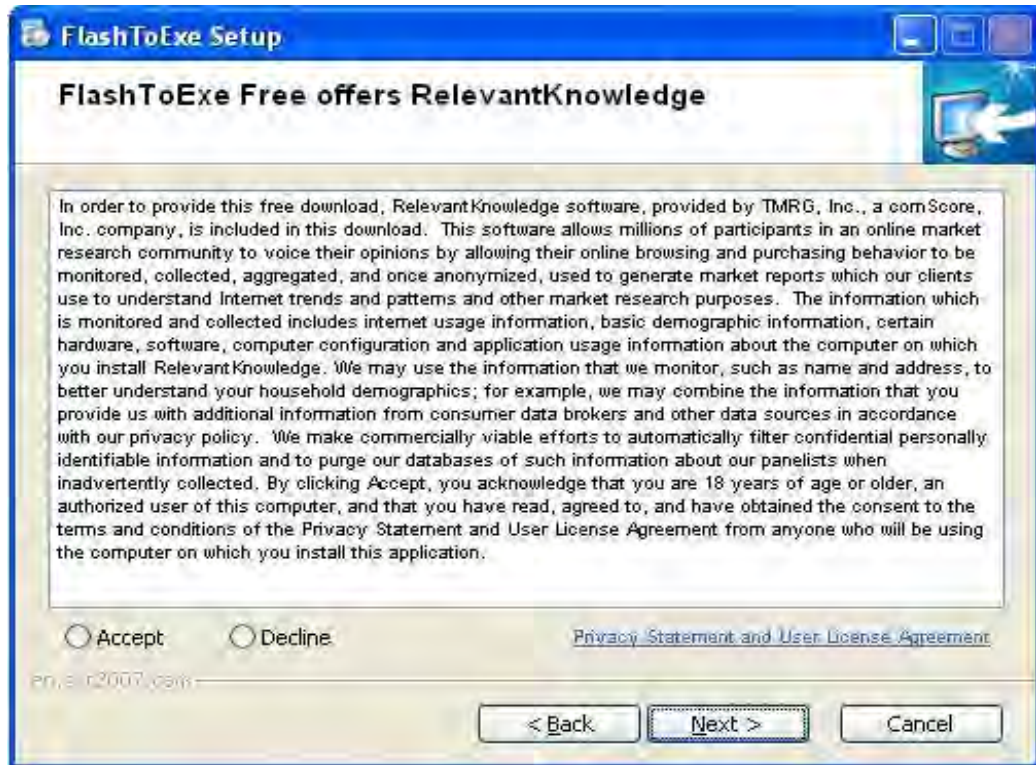 FlashToExe Setup
FlashToExe Free offers RelevantKnowledge
In order to provide this free download, RelevantKnowledge software, provided by TMRG, Inc., a comScore,
Inc. company, is included in this download.  This software allows millions of participants in an online market
research community to voice their opinions by allowing their online browsing and purchasing behavior to be
monitored, collected, aggregated, and once anonymized, used to generate market reports which our clients
use to understand Internet trends and patterns and other market research purposes.  The information which
is monitored and collected includes internet usage information, basic demographic information, certain
hardware, software, computer configuration and application usage information about the computer on which
you install RelevantKnowledge. We may use the information that we monitor, such as name and address, to
better understand your household demographics; for example, we may combine the information that you
provide us with additional information from consumer data brokers and other data sources in accordance
with our privacy policy.  We make commercially viable efforts to automatically filter confidential personally
identifiable information and to purge our databases of such information about our panelists when
inadvertently collected. By clicking Accept, you acknowledge that you are 18 years of age or older, an
authorized user of this computer, and that you have read, agreed to, and have obtained the consent to the
terms and conditions of the Privacy Statement and User License Agreement from anyone who will be using
the computer on which you install this application.
Accept Decline Privacy Statement and User License Agreement
< Back Next > Cancel